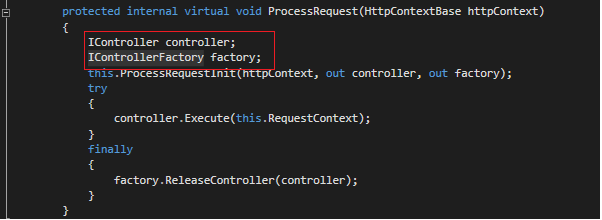 protected internal virtual void ProcessRequest(HttpContextBase httpContext)
{
IController controller;
IControllerFactory factory;
this.ProcessRequestInit(httpContext, out controller, out factory);
try
{
controller.Execute(this.RequestContext);
}
finally
{
factory.ReleaseController(controller);
}
}